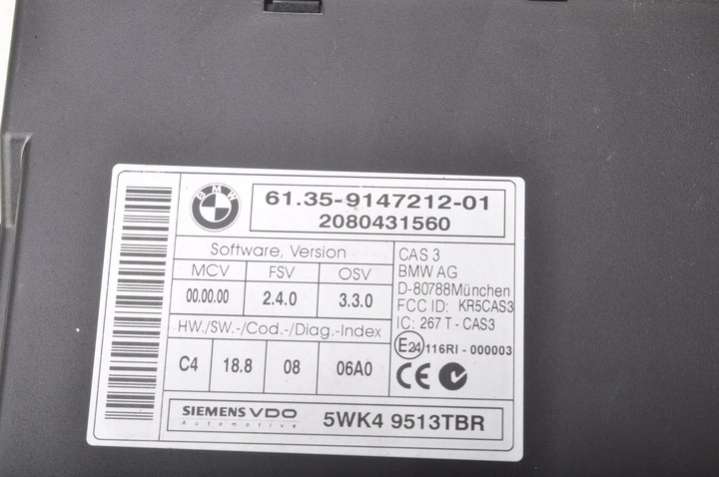 BMW
61.35-9147212-01
2080431560
Software, Version
MCV FSV OSV
00.00.00 2.4.0 3.3.0
HW./SW.-/Cod.-/Diag.-Index
C4 18.8 08 06A0
CAS 3
BMW AG
D-80788München
FCC ID: KR5CAS3
IC: 267 T - CAS3
E24 116RI - 000003
CE
SIEMENS VDO
Automotive
5WK4 9513TBR